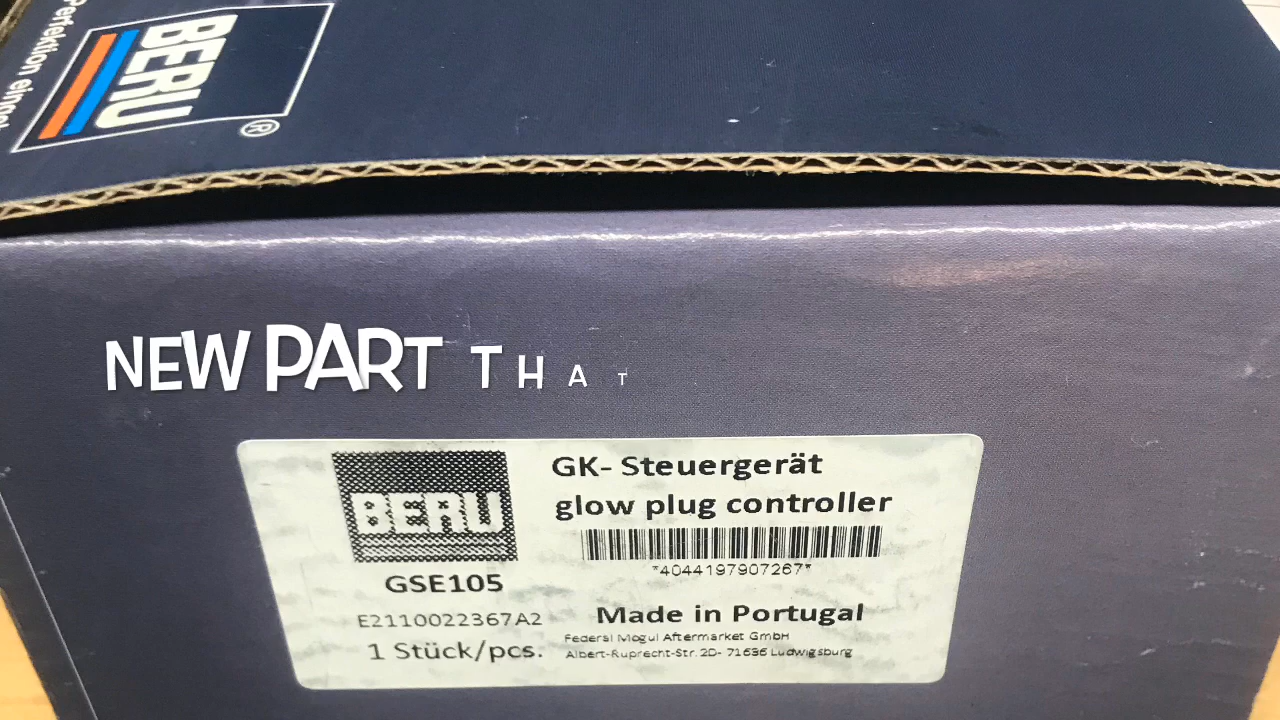 Perfektion
BERU®
NEW PART THAT
BERU
GK- Steuergerät
glow plug controller
*4044197907267*
GSE105
E2110022367A2
1 Stück/pcs.
Made in Portugal
Federal Mogul Aftermarket GmbH
Albert-Ruprecht-Str. 2D- 71636 Ludwigsburg